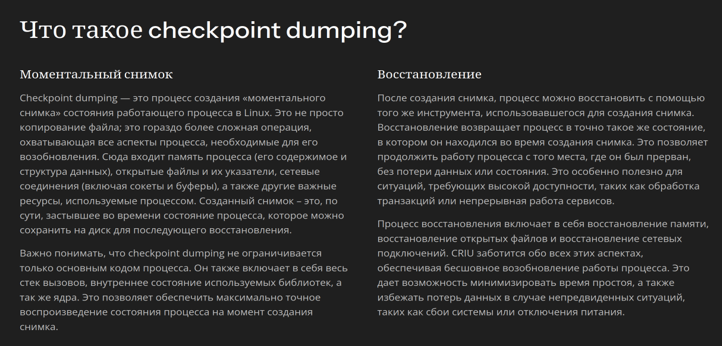 Что такое checkpoint dumping?
Моментальный снимок
Checkpoint dumping — это процесс создания «моментального
снимка» состояния работающего процесса в Linux. Это не просто
копирование файла; это гораздо более сложная операция,
охватывающая все аспекты процесса, необходимые для его
возобновления. Сюда входит память процесса (его содержимое и
структура данных), открытые файлы и их указатели, сетевые
соединения (включая сокеты и буферы), а также другие важные
ресурсы, используемые процессом. Созданный снимок – это, по
сути, застывшее во времени состояние процесса, которое можно
сохранить на диск для последующего восстановления.
Важно понимать, что checkpoint dumping не ограничивается
только основным кодом процесса. Он также включает в себя весь
стек вызовов, внутреннее состояние используемых библиотек, а
так же ядра. Это позволяет обеспечить максимально точное
воспроизведение состояния процесса на момент создания
снимка.
Восстановление
После создания снимка, процесс можно восстановить с помощью
того же инструмента, использовавшегося для создания снимка.
Восстановление возвращает процесс в точно такое же состояние,
в котором он находился во время создания снимка. Это позволяет
продолжить работу процесса с того места, где он был прерван,
без потери данных или состояния. Это особенно полезно для
ситуаций, требующих высокой доступности, таких как обработка
транзакций или непрерывная работа сервисов.
Процесс восстановления включает в себя восстановление памяти,
восстановление открытых файлов и восстановление сетевых
подключений. CRIU заботится обо всех этих аспектах,
обеспечивая бесшовное возобновление работы процесса. Это
дает возможность минимизировать время простоя, а также
избежать потерь данных в случае непредвиденных ситуаций,
таких как сбои системы или отключения питания.